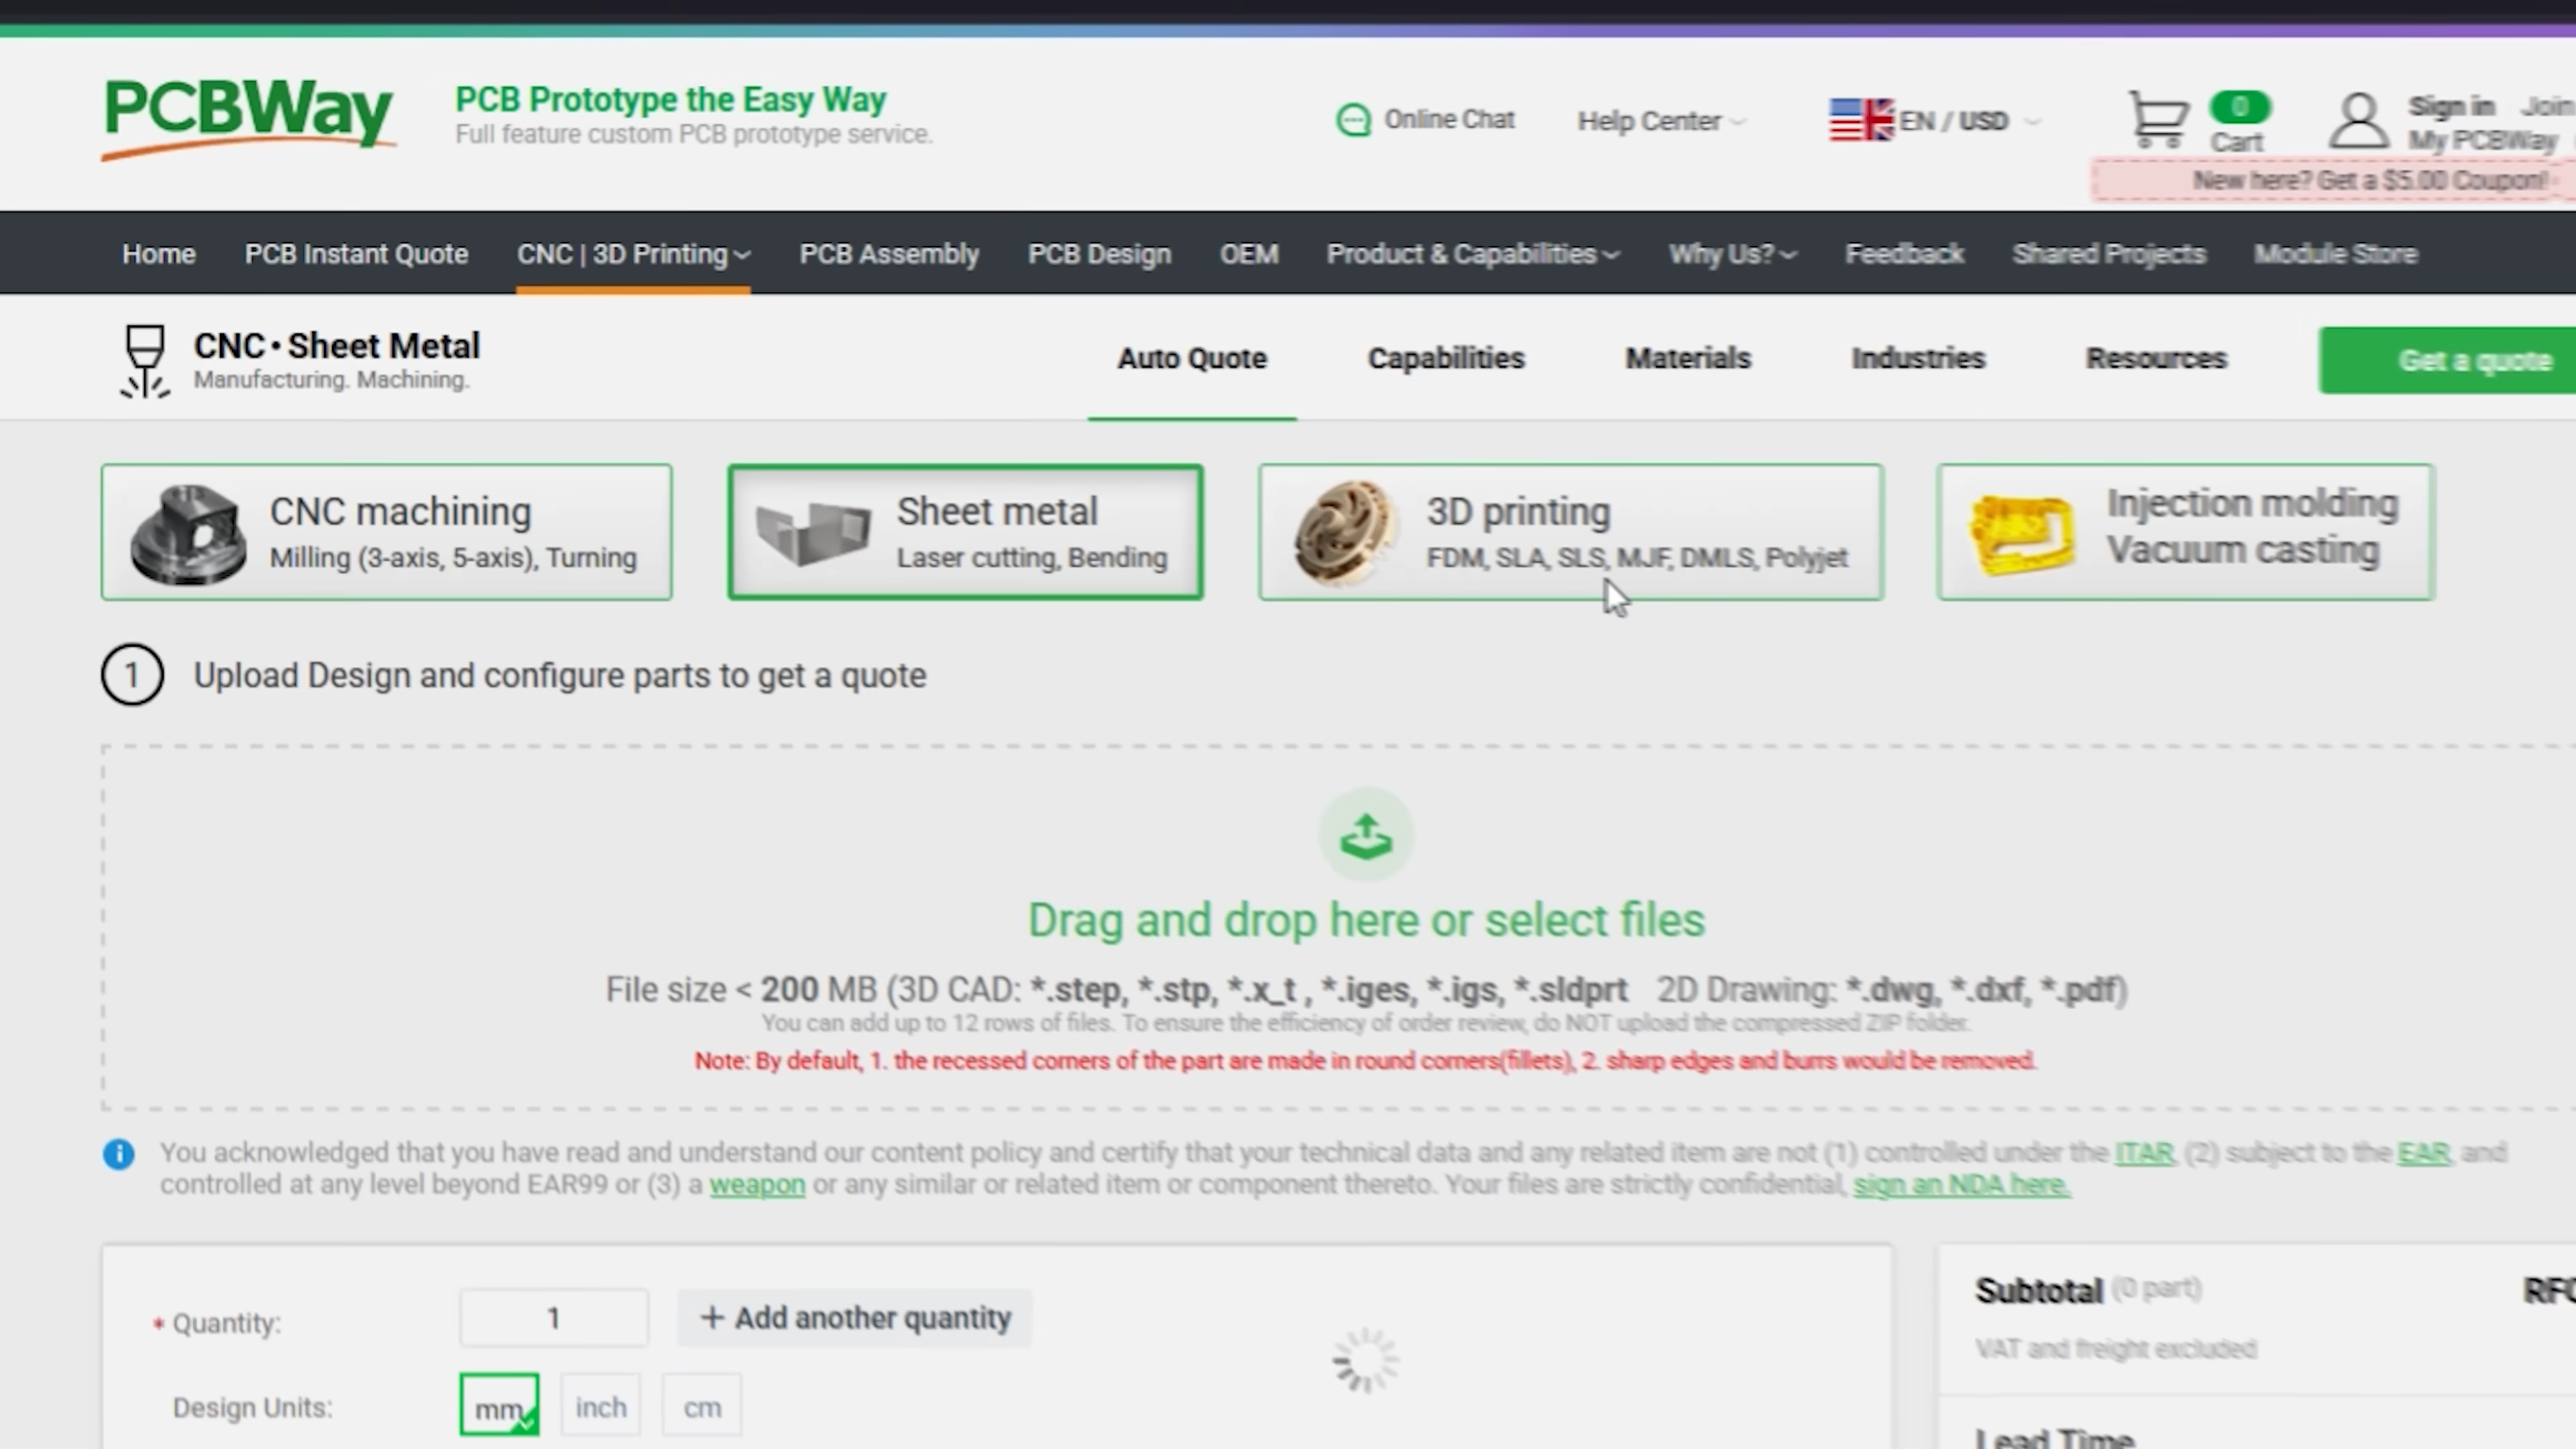 PCBWay
PCB Prototype the Easy Way
Full feature custom PCB prototype service.
Online Chat
Help Center
EN / USD
0
Cart
Sign in Join
My PCBWay
New here? Get a $5.00 Coupon!
Home PCB Instant Quote CNC | 3D Printing PCB Assembly PCB Design OEM Product & Capabilities Why Us? Feedback Shared Projects Module Store
CNC • Sheet Metal
Manufacturing. Machining.
Auto Quote Capabilities Materials Industries Resources Get a quote
CNC machining
Milling (3-axis, 5-axis), Turning
Sheet metal
Laser cutting, Bending
3D printing
FDM, SLA, SLS, MJF, DMLS, Polyjet
Injection molding
Vacuum casting
1 Upload Design and configure parts to get a quote
Drag and drop here or select files
File size < 200 MB (3D CAD: *.step, *.stp, *.x_t , *.iges, *.igs, *.sldprt 2D Drawing: *.dwg, *.dxf, *.pdf)
You can add up to 12 rows of files. To ensure the efficiency of order review, do NOT upload the compressed ZIP folder.
Note: By default, 1. the recessed corners of the part are made in round corners(fillets), 2. sharp edges and burrs would be removed.
You acknowledged that you have read and understand our content policy and certify that your technical data and any related item are not (1) controlled under the ITAR, (2) subject to the EAR, and
controlled at any level beyond EAR99 or (3) a weapon or any similar or related item or component thereto. Your files are strictly confidential, sign an NDA here.
* Quantity: 1 + Add another quantity
Design Units: mm inch cm
Subtotal (0 part)
VAT and freight excluded
Lead Time